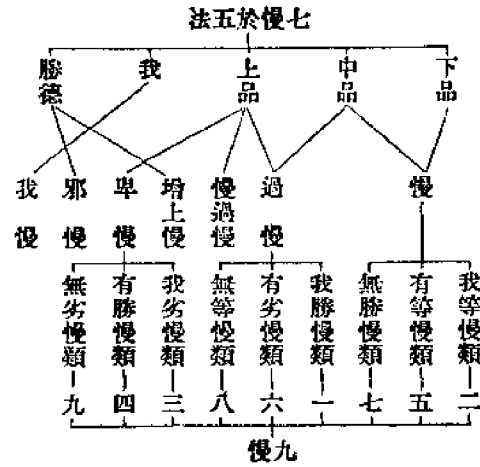 七慢於五法
下品
中品
上品
我
勝德
慢
過慢
慢過慢
增上慢
卑慢
邪慢
我慢
我等慢類
有等慢類
無勝慢類
我勝慢類
有劣慢類
無等慢類
我劣慢類
有勝慢類
無劣慢類
二
五
七
一
六
八
三
四
九
九慢